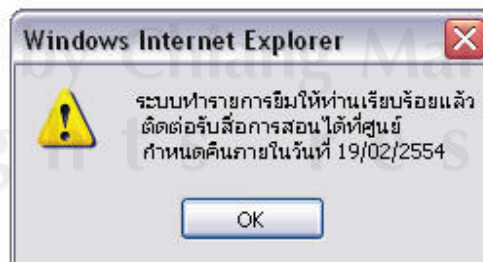 by Chiang Mai
Windows Internet Explorer
ระบบทำรายการยืมให้ท่านเรียบร้อยแล้ว
ติดต่อรับสื่อการสอนได้ที่ศูนย์
กำหนดคืนภายในวันที่ 19/02/2554
OK